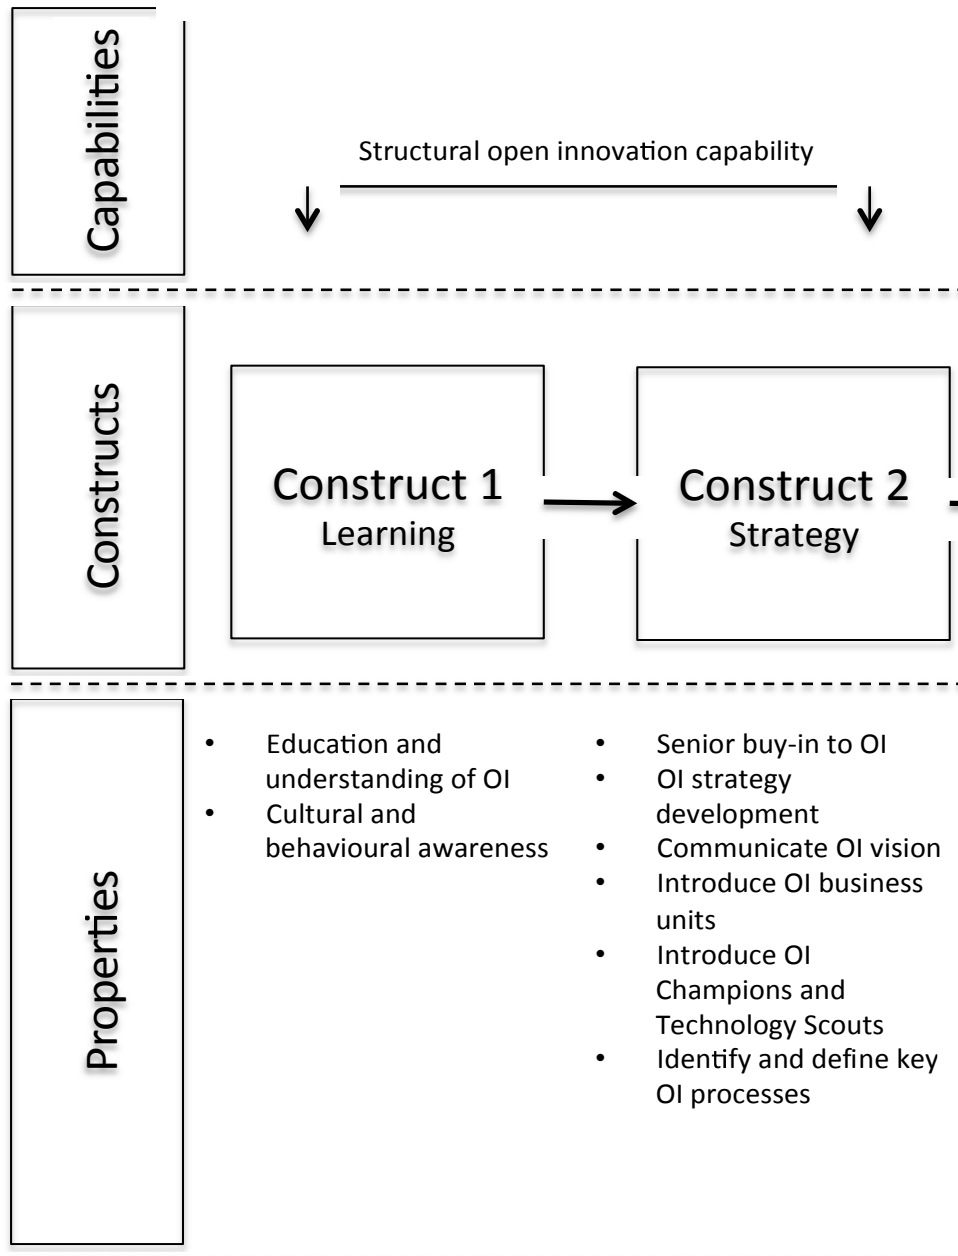 Capabilities
Structural open innovation capability
Constructs
Construct 1
Learning
Construct 2
Strategy
Properties
• Education and
understanding of OI
• Cultural and
behavioural awareness
• Senior buy-in to OI
• OI strategy
development
• Communicate OI vision
• Introduce OI business
units
• Introduce OI
Champions and
Technology Scouts
• Identify and define key
OI processes